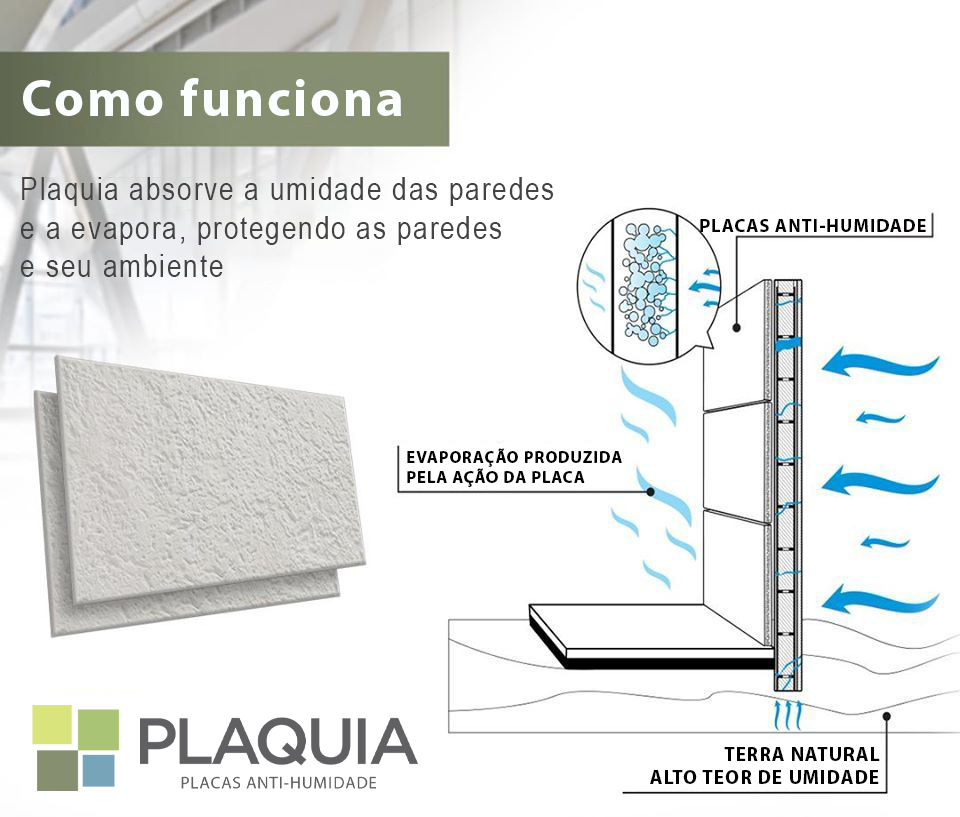 Como funciona
Plaquia absorve a umidade das paredes
e a evapora, protegendo as paredes
e seu ambiente
PLACAS ANTI-HUMIDADE
EVAPORAÇÃO PRODUZIDA
PELA AÇÃO DA PLACA
PLAQUIA
PLACAS ANTI-HUMIDADE
TERRA NATURAL
ALTO TEOR DE UMIDADE